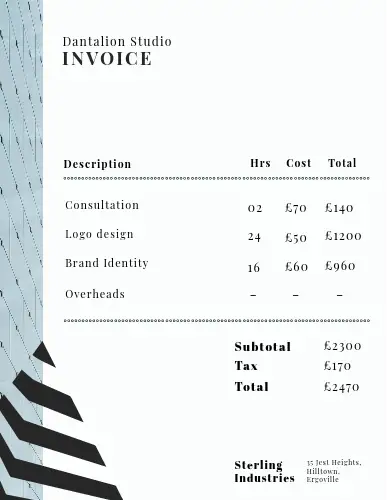 Dantalion Studio
INVOICE
Description Hrs Cost Total
Consultation 02 £70 £140
Logo design 24 £50 £1200
Brand Identity 16 £60 £960
Overheads – – –
Subtotal £2300
Tax £170
Total £2470
Sterling Industries
35 Jest Heights,
Hilltown,
Ergoville